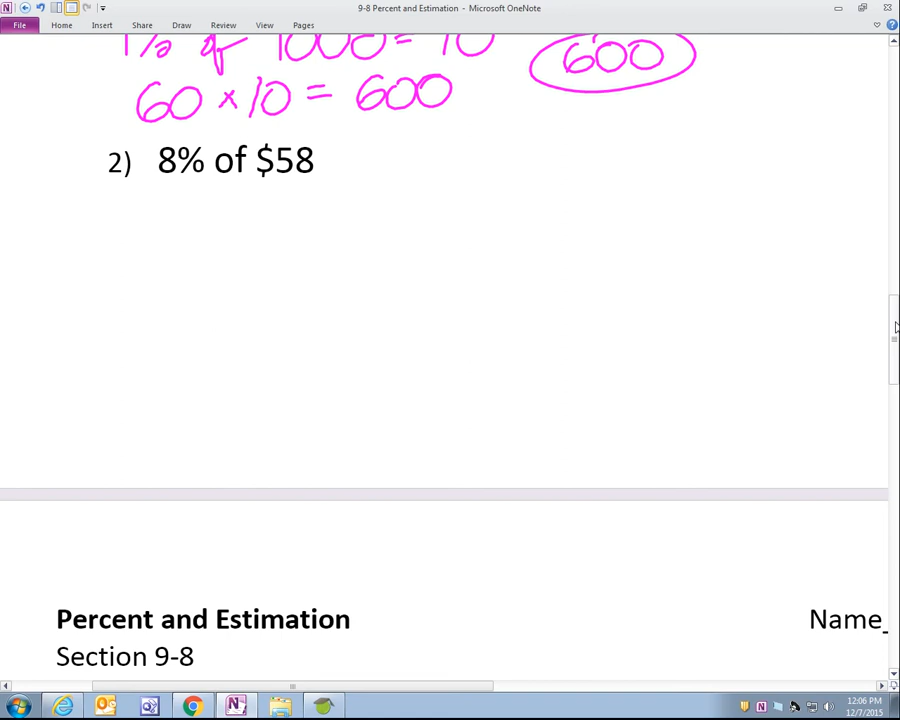 9-8 Percent and Estimation - Microsoft OneNote
File Home Insert Share Draw Review View Pages
1% of 1000 = 10
600
60 × 10 = 600
2) 8% of $58
Percent and Estimation Name_
Section 9-8
12:06 PM
12/7/2015